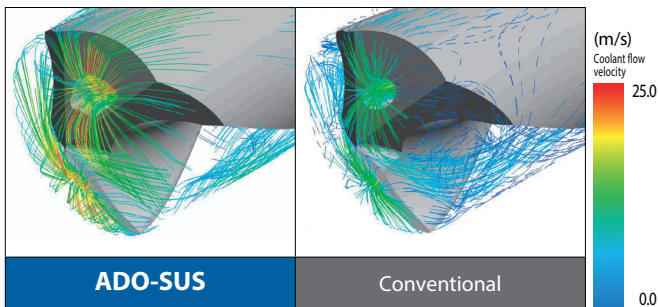 (m/s)
Coolant flow
velocity
25.0
0.0
ADO-SUS
Conventional